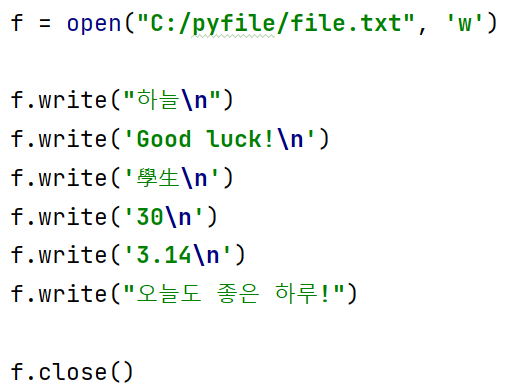 f = open("C:/pyfile/file.txt", 'w')
f.write("하늘\n")
f.write('Good luck!\n')
f.write('學生\n')
f.write('30\n')
f.write('3.14\n')
f.write("오늘도 좋은 하루!")
f.close()